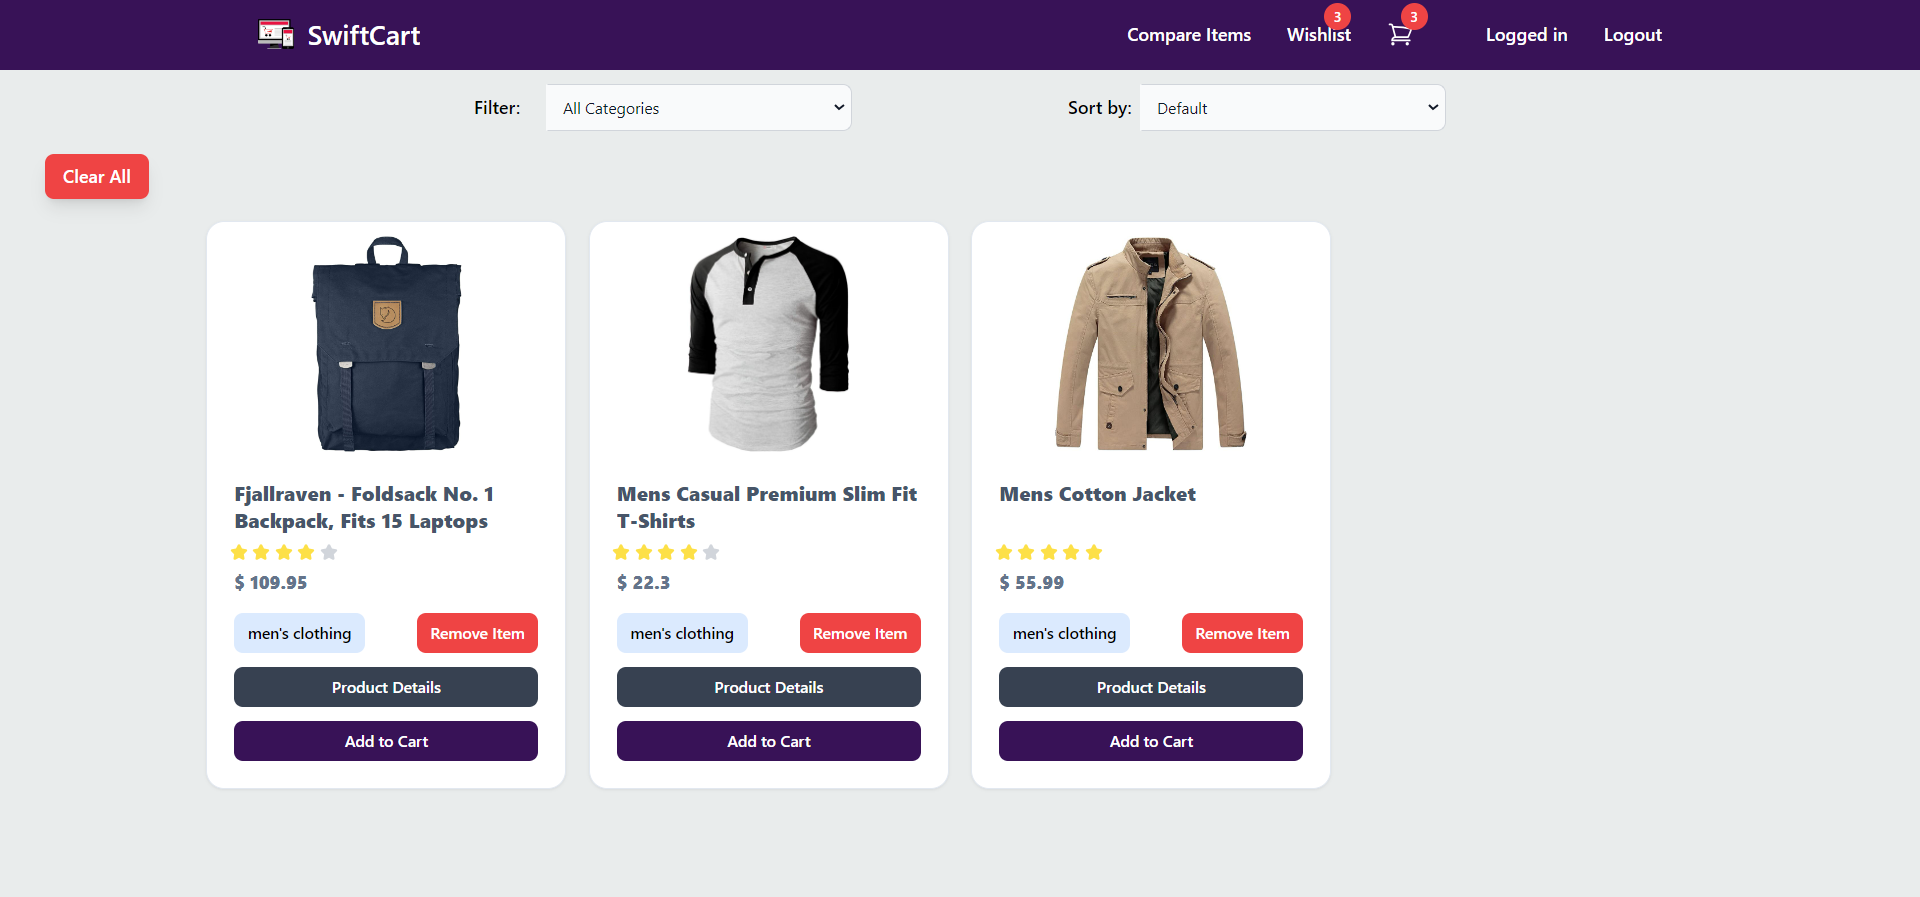 SwiftCart
Compare Items
Wishlist
3
3
Logged in
Logout
Filter:
All Categories
Sort by:
Default
Clear All
Fjallraven - Foldsack No. 1
Backpack, Fits 15 Laptops
$ 109.95
men's clothing
Remove Item
Product Details
Add to Cart
Mens Casual Premium Slim Fit
T-Shirts
$ 22.3
men's clothing
Remove Item
Product Details
Add to Cart
Mens Cotton Jacket
$ 55.99
men's clothing
Remove Item
Product Details
Add to Cart